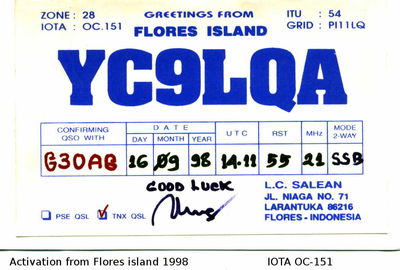 ZONE : 28 GREETINGS FROM ITU : 54
IOTA : OC.151 FLORES ISLAND GRID : PI11LQ
YC9LQA
CONFIRMING QSO WITH DATE DAY MONTH YEAR UTC RST MHz MODE 2-WAY
G3OAB 16 09 98 14.11 55 21 SSB
GOOD LUCK
L.C. SALEAN
JL. NIAGA NO. 71
LARANTUKA 86216
PSE QSL TNX QSL FLORES - INDONESIA
Activation from Flores island 1998 IOTA OC-151